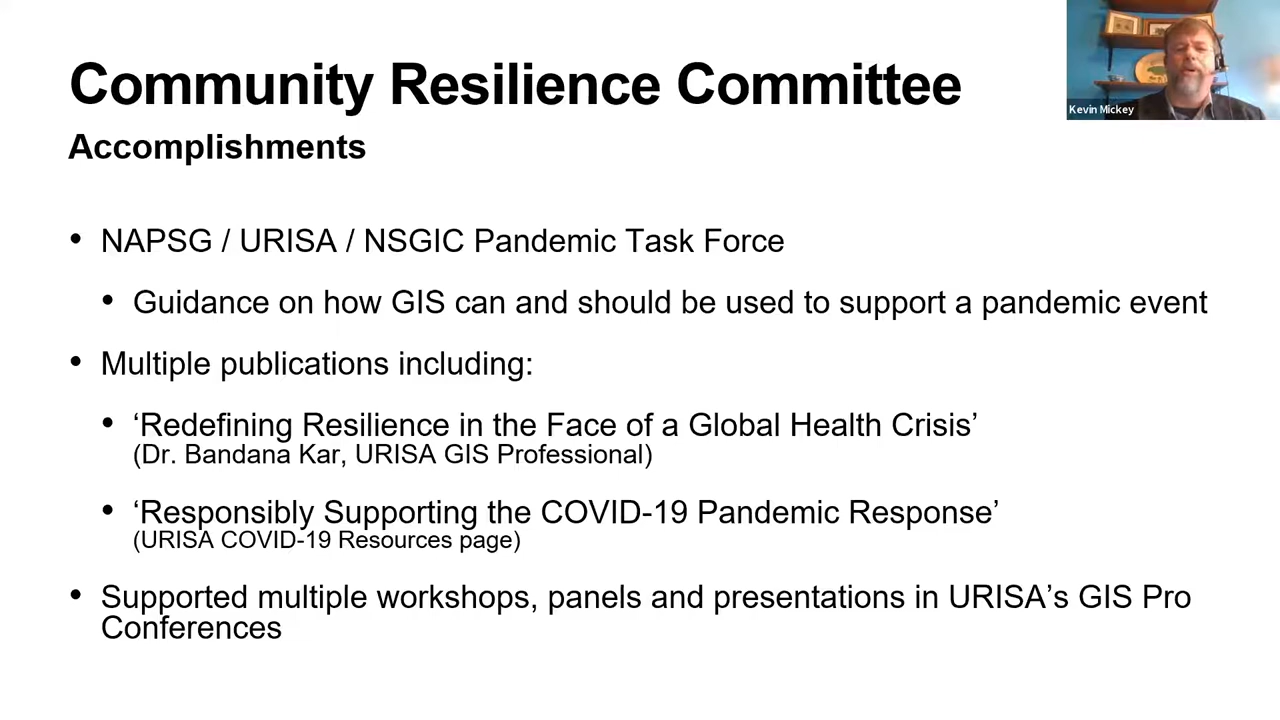 Community Resilience Committee
Kevin Mickey
Accomplishments
• NAPSG / URISA / NSGIC Pandemic Task Force
• Guidance on how GIS can and should be used to support a pandemic event
• Multiple publications including:
• ‘Redefining Resilience in the Face of a Global Health Crisis’
(Dr. Bandana Kar, URISA GIS Professional)
• ‘Responsibly Supporting the COVID-19 Pandemic Response’
(URISA COVID-19 Resources page)
• Supported multiple workshops, panels and presentations in URISA’s GIS Pro
Conferences